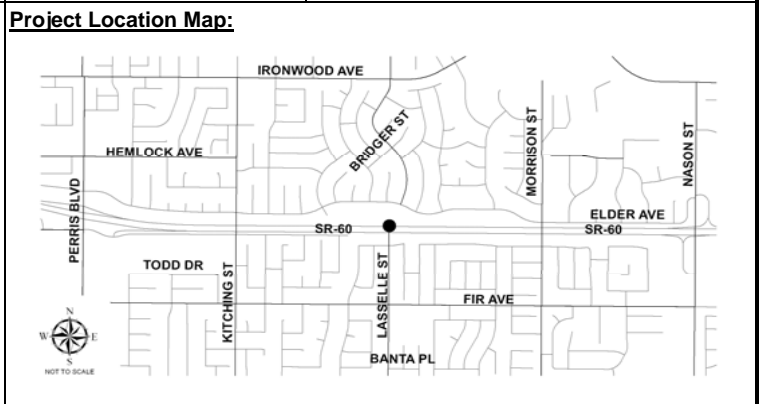 Project Location Map:
IRONWOOD AVE
BRIDGER ST
HEMLOCK AVE
MORRISON ST
NASON ST
PERRIS BLVD
ELDER AVE
SR-60
SR-60
TODD DR
KITCHING ST
LASSELLE ST
FIR AVE
BANTA PL
N
W
E
S
NOT TO SCALE